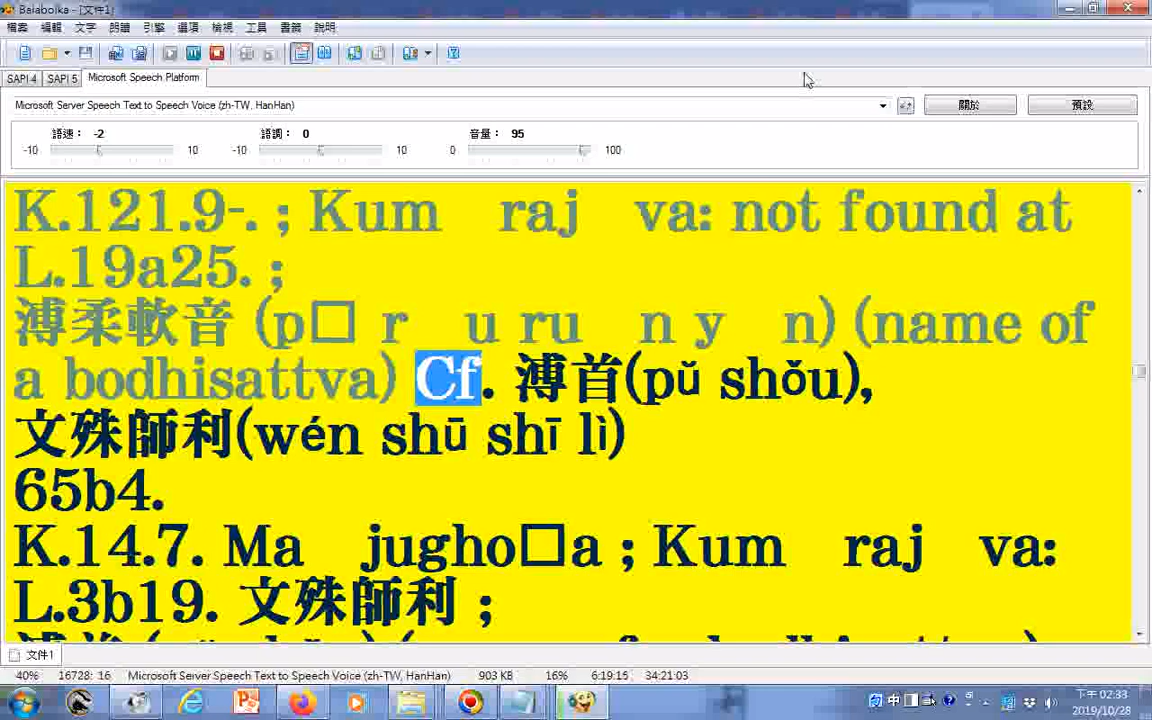 Balabolka - [文件1]
檔案 編輯 文字 朗讀 引擎 選項 檢視 工具 書籤 說明
SAPI 4 SAPI 5 Microsoft Speech Platform
Microsoft Server Speech Text to Speech Voice (zh-TW, HanHan) 關於 預設
語速： -2 語調： 0 音量： 95
-10 10 -10 10 0 100
K.121.9-. ; Kum raj va: not found at
L.19a25. ;
溥柔軟音 (p□ r u ru n y n) (name of
a bodhisattva) Cf. 溥首(pǔ shǒu),
文殊師利(wén shū shī lì)
65b4.
K.14.7. Ma jugho□a ; Kum raj va:
L.3b19. 文殊師利 ;
文件1
40% 16728: 16 Microsoft Server Speech Text to Speech Voice (zh-TW, HanHan) 903 KB 16% 6:19:15 34:21:03
中 下午 02:33
2019/10/28